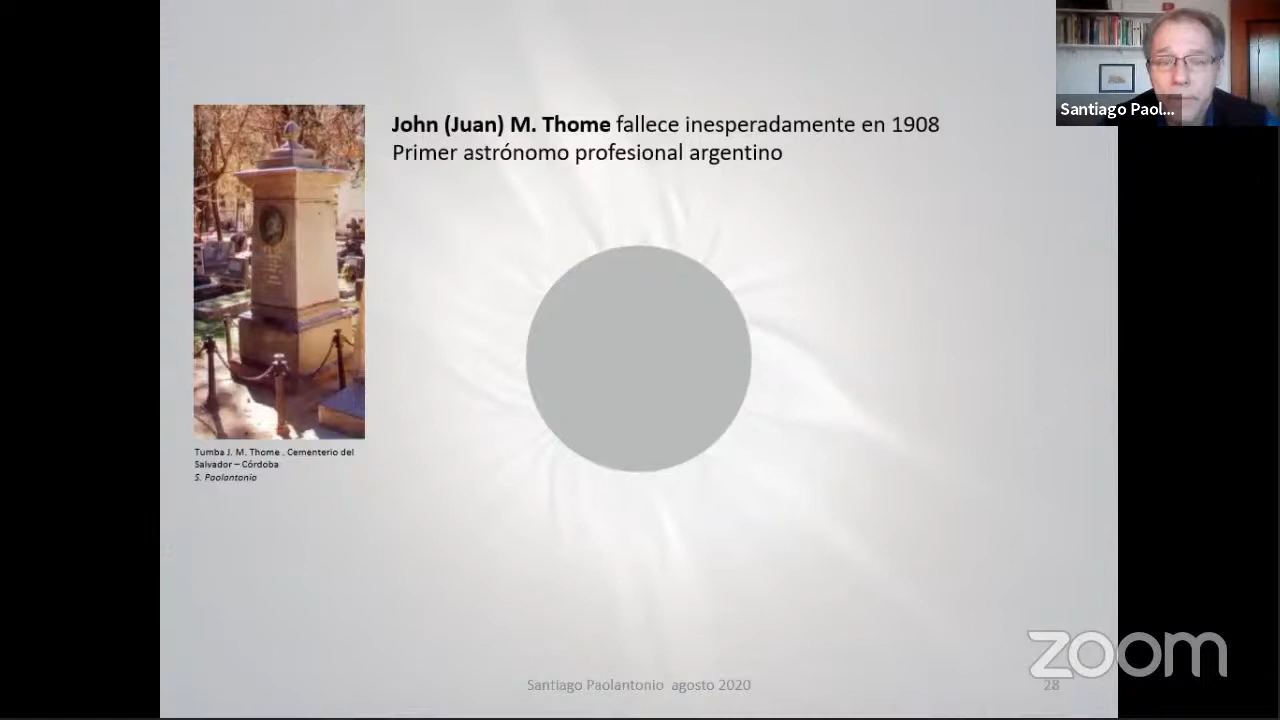 John (Juan) M. Thome fallece inesperadamente en 1908
Primer astrónomo profesional argentino
Santiago Paol...
Tumba J. M. Thome . Cementerio del
Salvador – Córdoba
S. Paolantonio
zoom
Santiago Paolantonio agosto 2020
28